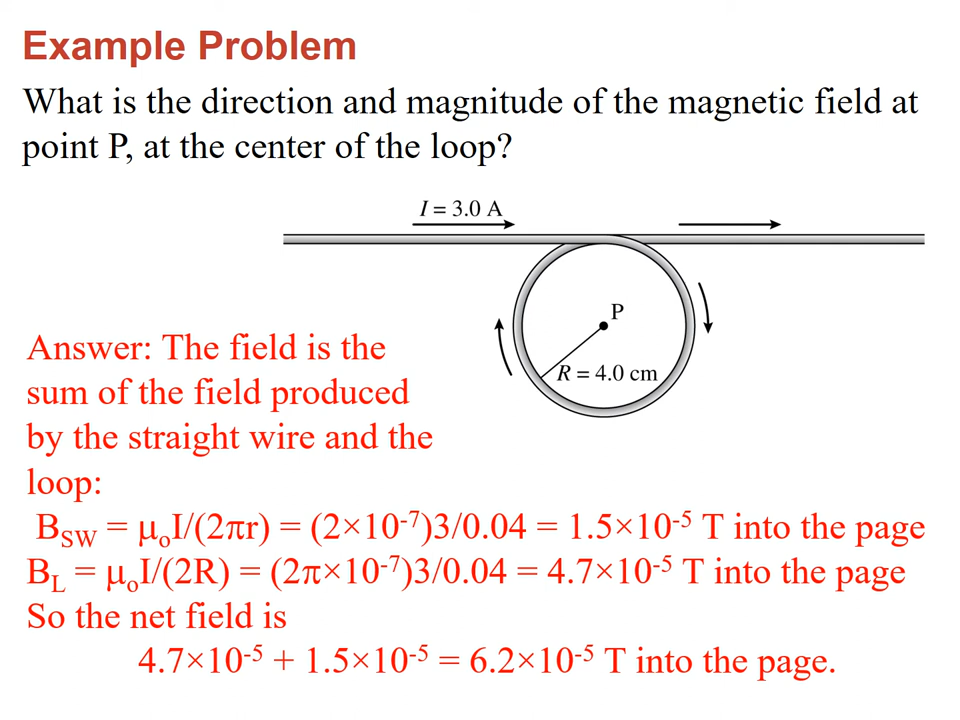 Example Problem
What is the direction and magnitude of the magnetic field at
point P, at the center of the loop?
I = 3.0 A
P
R = 4.0 cm
Answer: The field is the
sum of the field produced
by the straight wire and the
loop:
B_SW = μ_oI/(2πr) = (2×10⁻⁷)3/0.04 = 1.5×10⁻⁵ T into the page
B_L = μ_oI/(2R) = (2π×10⁻⁷)3/0.04 = 4.7×10⁻⁵ T into the page
So the net field is
4.7×10⁻⁵ + 1.5×10⁻⁵ = 6.2×10⁻⁵ T into the page.